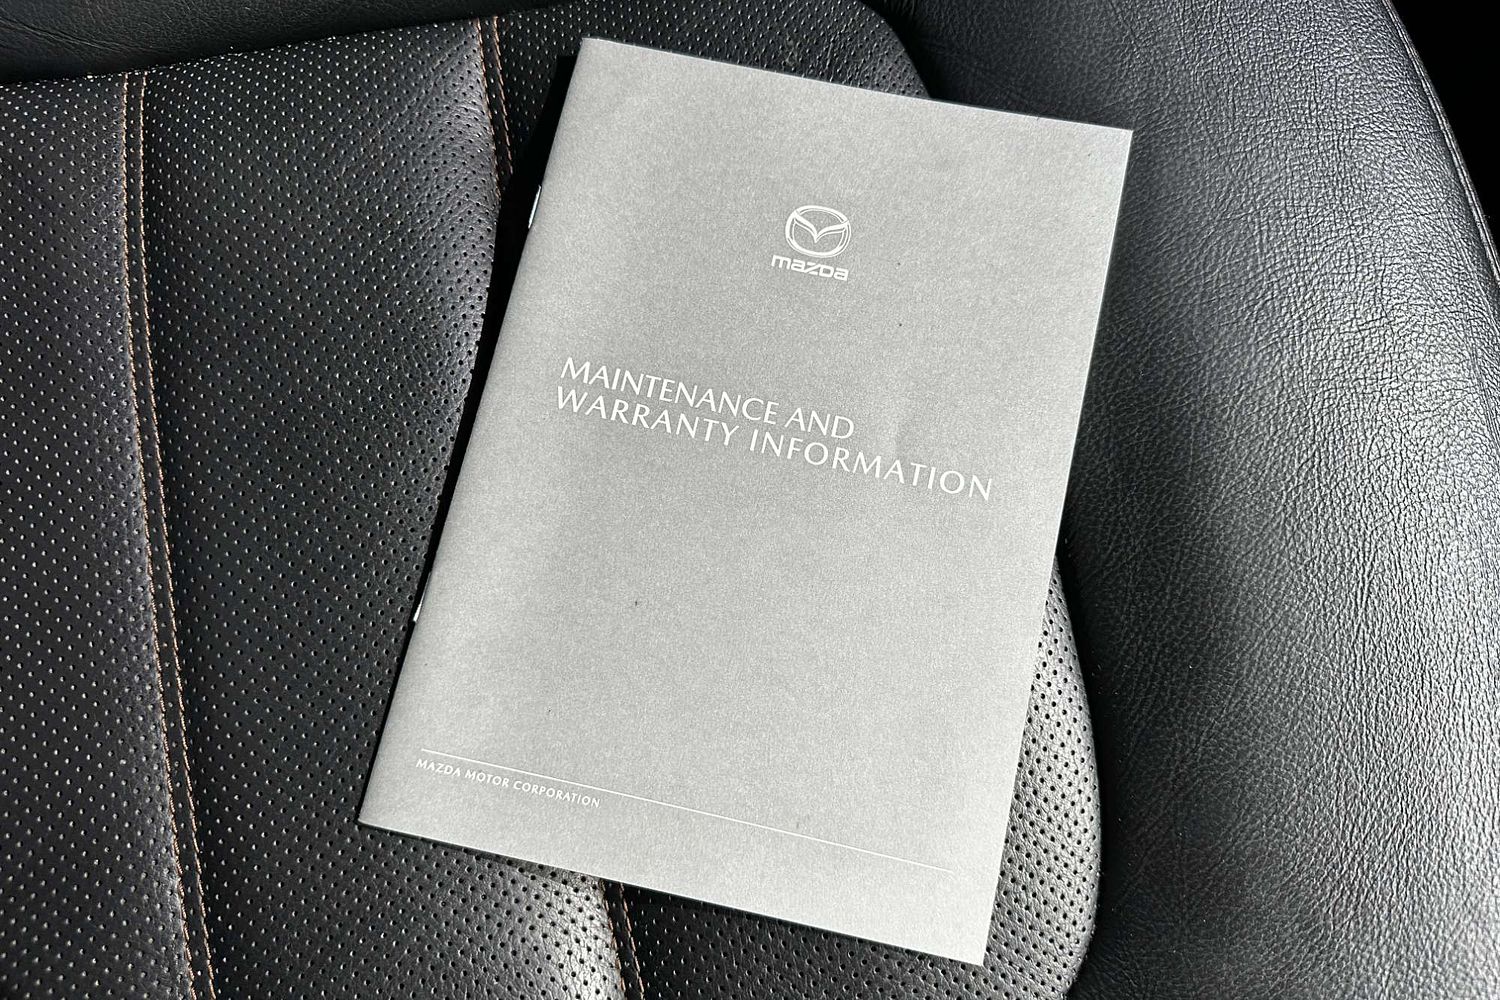 mazda
MAINTENANCE AND
WARRANTY INFORMATION
MAZDA MOTOR CORPORATION